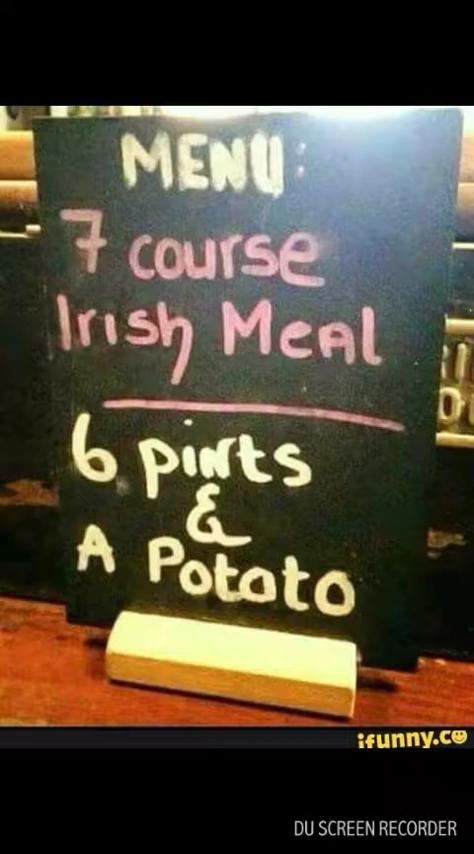 MENU:
7 course
Irish Meal
6 pints
&
A Potato
ifunny.co
DU SCREEN RECORDER